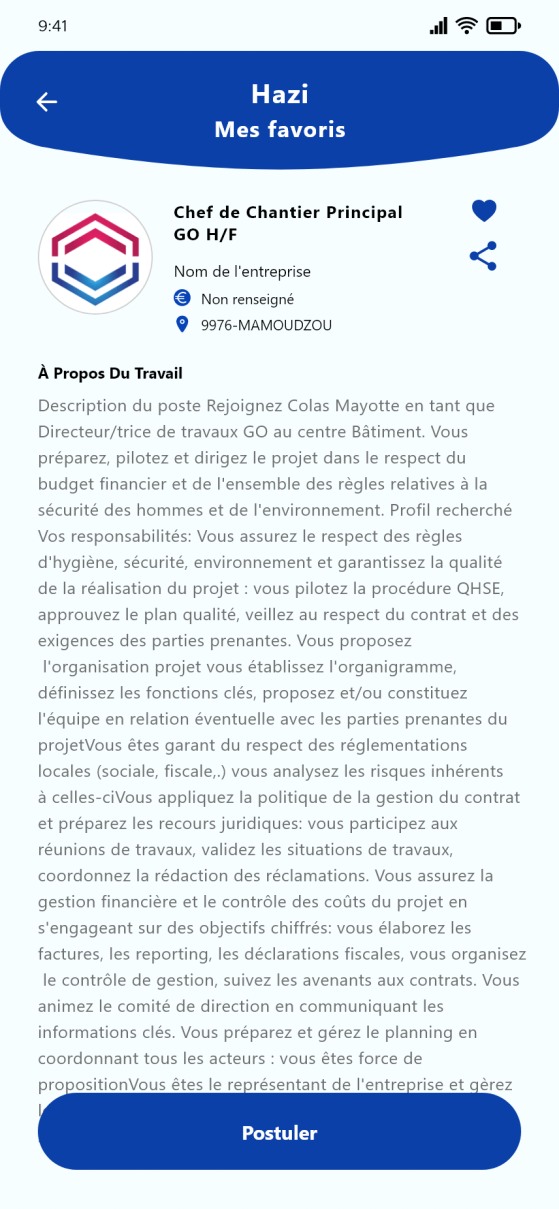 9:41
Hazi
Mes favoris
Chef de Chantier Principal
GO H/F
Nom de l'entreprise
Non renseigné
9976-MAMOUDZOU
À Propos Du Travail
Description du poste Rejoignez Colas Mayotte en tant que
Directeur/trice de travaux GO au centre Bâtiment. Vous
préparez, pilotez et dirigez le projet dans le respect du
budget financier et de l'ensemble des règles relatives à la
sécurité des hommes et de l'environnement. Profil recherché
Vos responsabilités: Vous assurez le respect des règles
d'hygiène, sécurité, environnement et garantissez la qualité
de la réalisation du projet : vous pilotez la procédure QHSE,
approuvez le plan qualité, veillez au respect du contrat et des
exigences des parties prenantes. Vous proposez
l'organisation projet vous établissez l'organigramme,
définissez les fonctions clés, proposez et/ou constituez
l'équipe en relation éventuelle avec les parties prenantes du
projetVous êtes garant du respect des réglementations
locales (sociale, fiscale,.) vous analysez les risques inhérents
à celles-ciVous appliquez la politique de la gestion du contrat
et préparez les recours juridiques: vous participez aux
réunions de travaux, validez les situations de travaux,
coordonnez la rédaction des réclamations. Vous assurez la
gestion financière et le contrôle des coûts du projet en
s'engageant sur des objectifs chiffrés: vous élaborez les
factures, les reporting, les déclarations fiscales, vous organisez
le contrôle de gestion, suivez les avenants aux contrats. Vous
animez le comité de direction en communiquant les
informations clés. Vous préparez et gérez le planning en
coordonnant tous les acteurs : vous êtes force de
propositionVous êtes le représentant de l'entreprise et gèrez
Postuler